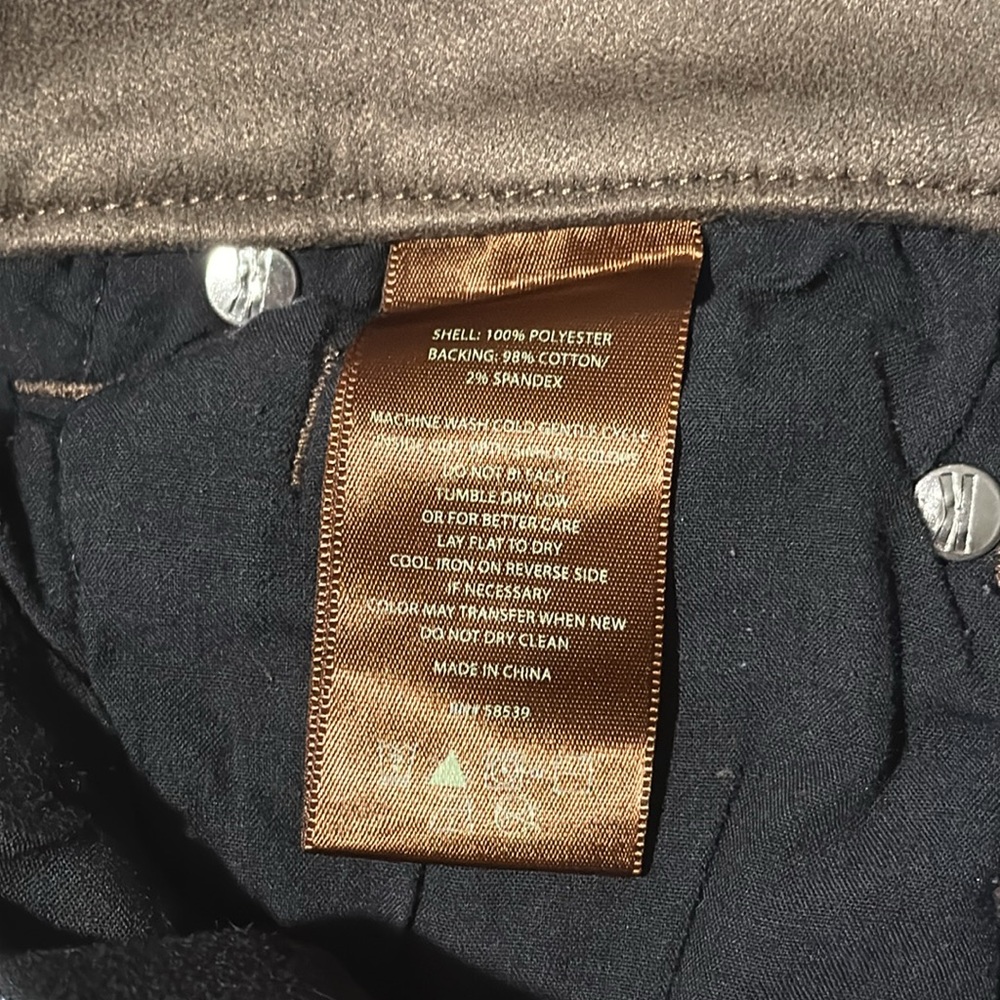 SHELL: 100% POLYESTER
BACKING: 98% COTTON/
2% SPANDEX
MACHINE WASH COLD GENTLE CYCLE
DO NOT BLEACH
TUMBLE DRY LOW
OR FOR BETTER CARE
LAY FLAT TO DRY
COOL IRON ON REVERSE SIDE
IF NECESSARY
COLOR MAY TRANSFER WHEN NEW
DO NOT DRY CLEAN
MADE IN CHINA
58539